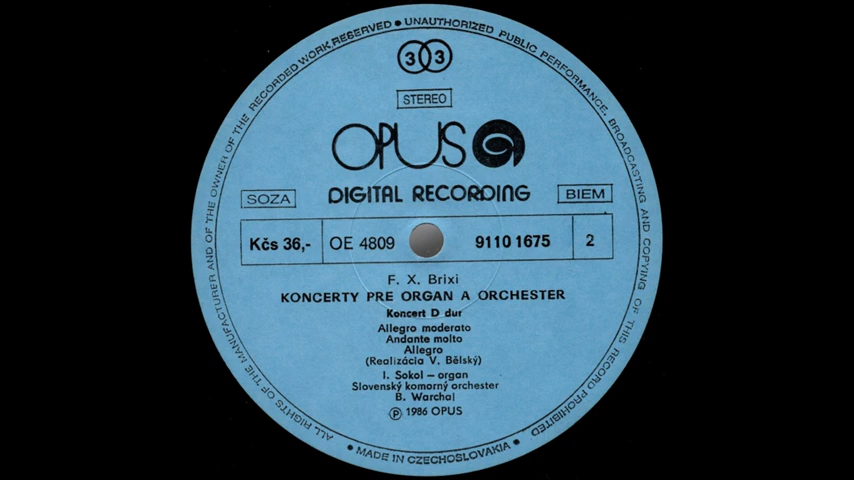 ALL RIGHTS OF THE MANUFACTURER AND OF THE OWNER OF THE RECORDED WORK RESERVED • UNAUTHORIZED PUBLIC PERFORMANCE, BROADCASTING AND COPYING OF THIS RECORD PROHIBITED
33
STEREO
OPUS
SOZA DIGITAL RECORDING BIEM
Kčs 36,- OE 4809 9110 1675 2
F. X. Brixi
KONCERTY PRE ORGAN A ORCHESTER
Koncert D dur
Allegro moderato
Andante molto
Allegro
(Realizácia V. Bělský)
I. Sokol – organ
Slovenský komorný orchester
B. Warchal
Ⓟ 1986 OPUS
• MADE IN CZECHOSLOVAKIA •